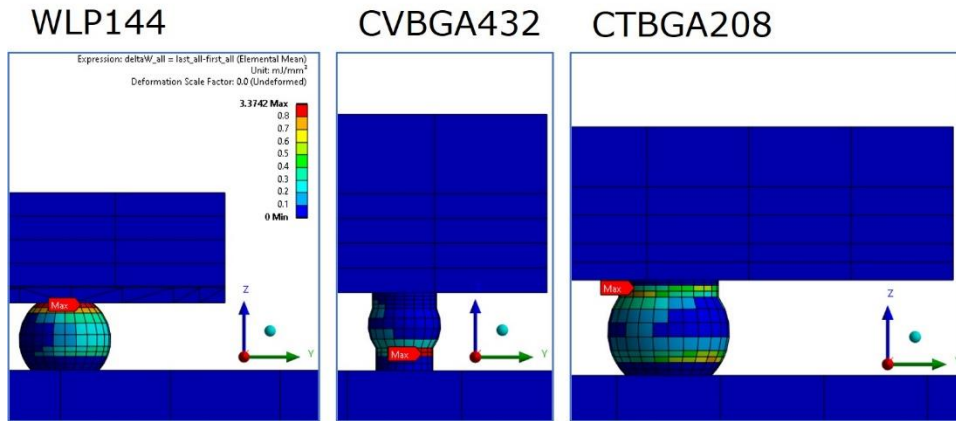 WLP144
CVBGA432
CTBGA208
Expression: deltaW_all = last_all-first_all (Elemental Mean)
Unit: mJ/mm³
Deformation Scale Factor: 0.0 (Undeformed)
3.3742 Max
0.8
0.7
0.6
0.5
0.4
0.3
0.2
0.1
0 Min
Max
Z
Y
Max
Z
Y
Max
Z